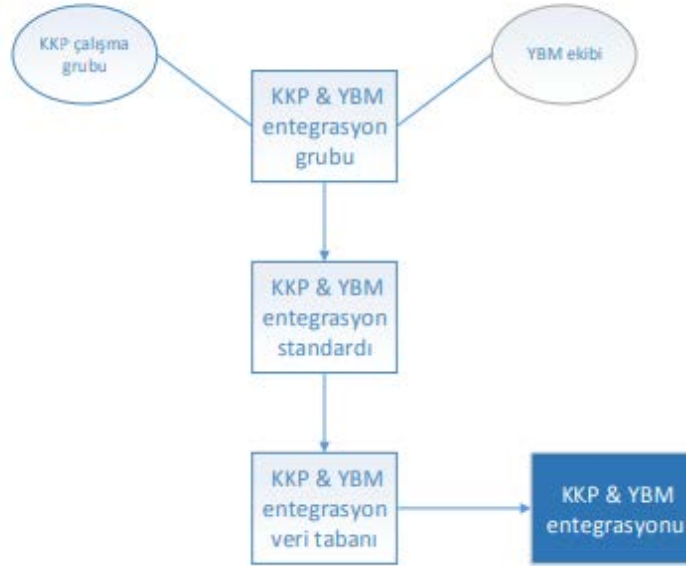 KKP çalışma
grubu
YBM ekibi
KKP & YBM
entegrasyon
grubu
KKP & YBM
entegrasyon
standardı
KKP & YBM
entegrasyon
veri tabanı
KKP & YBM
entegrasyonu